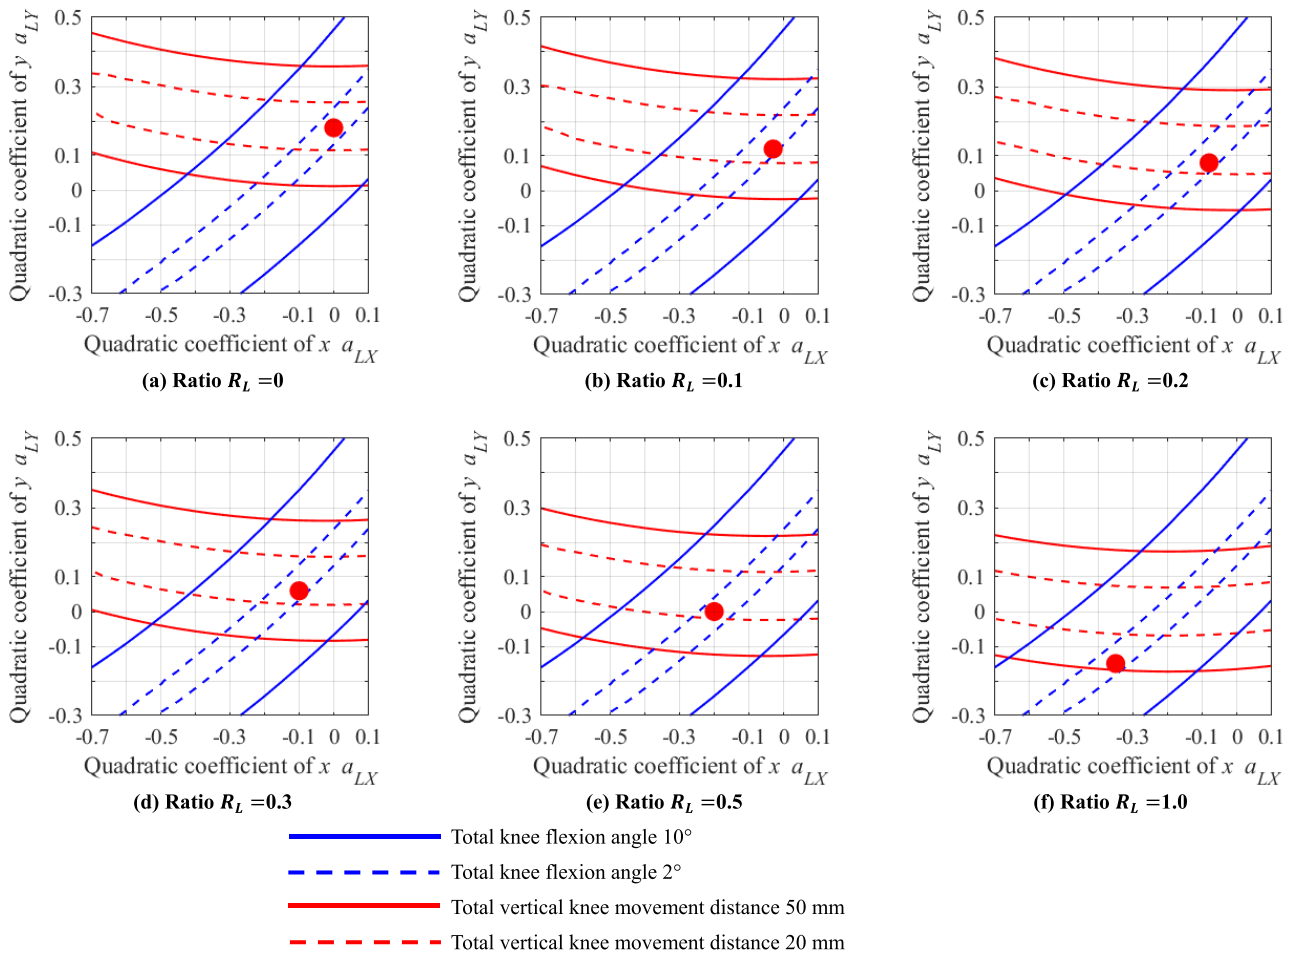 0.5
0.3
0.1
0
-0.1
-0.3
-0.7 -0.5 -0.3 -0.1 0 0.1
Quadratic coefficient of y a_LY
Quadratic coefficient of x a_LX
(a) Ratio R_L =0
0.5
0.3
0.1
0
-0.1
-0.3
-0.7 -0.5 -0.3 -0.1 0 0.1
Quadratic coefficient of y a_LY
Quadratic coefficient of x a_LX
(b) Ratio R_L =0.1
0.5
0.3
0.1
0
-0.1
-0.3
-0.7 -0.5 -0.3 -0.1 0 0.1
Quadratic coefficient of y a_LY
Quadratic coefficient of x a_LX
(c) Ratio R_L =0.2
0.5
0.3
0.1
0
-0.1
-0.3
-0.7 -0.5 -0.3 -0.1 0 0.1
Quadratic coefficient of y a_LY
Quadratic coefficient of x a_LX
(d) Ratio R_L =0.3
0.5
0.3
0.1
0
-0.1
-0.3
-0.7 -0.5 -0.3 -0.1 0 0.1
Quadratic coefficient of y a_LY
Quadratic coefficient of x a_LX
(e) Ratio R_L =0.5
0.5
0.3
0.1
0
-0.1
-0.3
-0.7 -0.5 -0.3 -0.1 0 0.1
Quadratic coefficient of y a_LY
Quadratic coefficient of x a_LX
(f) Ratio R_L =1.0
Total knee flexion angle 10°
Total knee flexion angle 2°
Total vertical knee movement distance 50 mm
Total vertical knee movement distance 20 mm